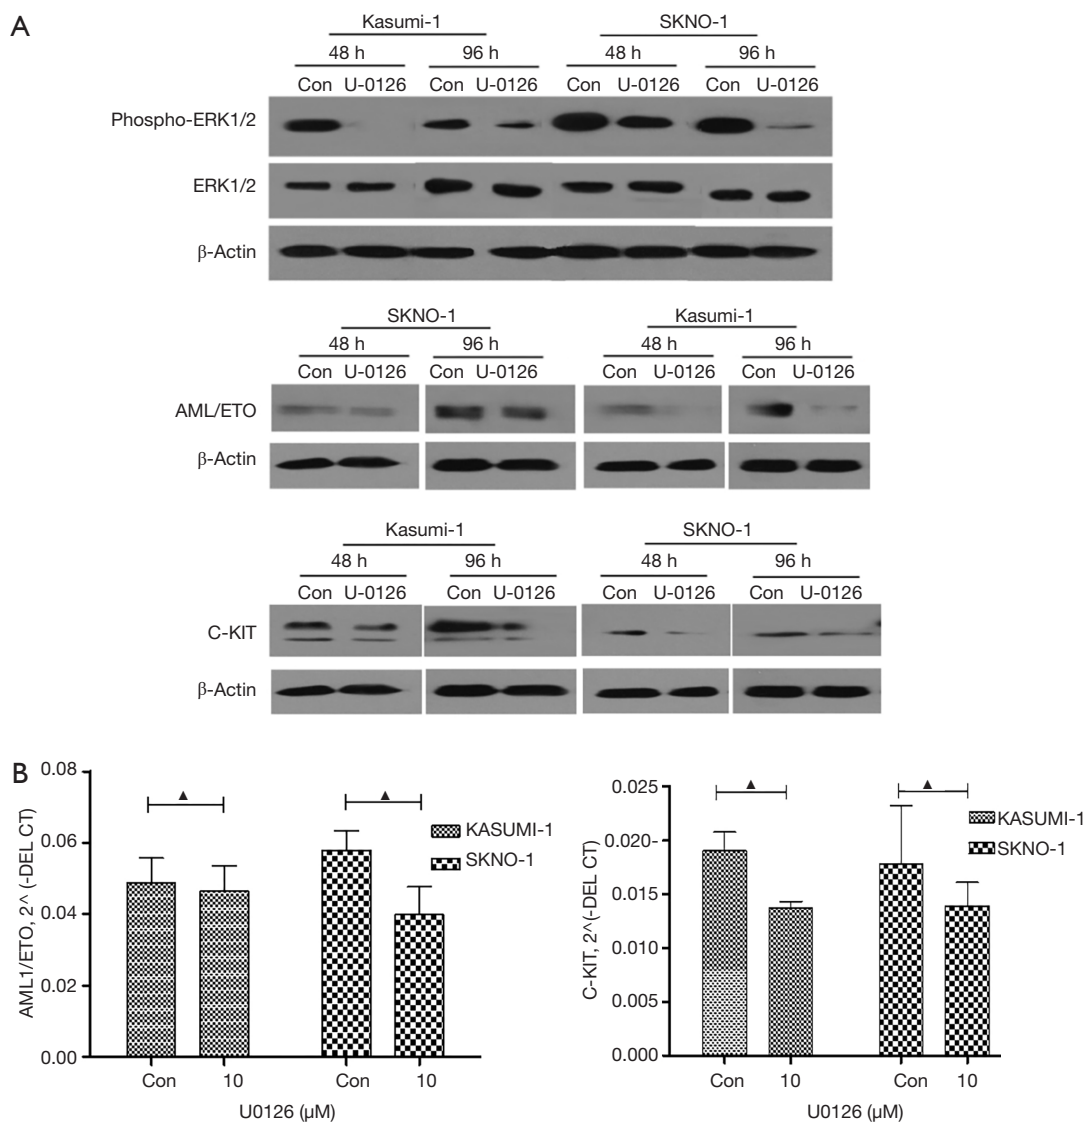 A
Kasumi-1 SKNO-1
48 h 96 h 48 h 96 h
Con U-0126 Con U-0126 Con U-0126 Con U-0126
Phospho-ERK1/2
ERK1/2
β-Actin
SKNO-1 Kasumi-1
48 h 96 h 48 h 96 h
Con U-0126 Con U-0126 Con U-0126 Con U-0126
AML/ETO
β-Actin
Kasumi-1 SKNO-1
48 h 96 h 48 h 96 h
Con U-0126 Con U-0126 Con U-0126 Con U-0126
C-KIT
β-Actin
B
AML1/ETO, 2^ (-DEL CT)
0.08
0.06
0.04
0.02
0.00
▲ ▲
KASUMI-1
SKNO-1
Con 10 Con 10
U0126 (μM)
C-KIT, 2^(-DEL CT)
0.025
0.020
0.015
0.010
0.005
0.000
▲ ▲
KASUMI-1
SKNO-1
Con 10 Con 10
U0126 (μM)